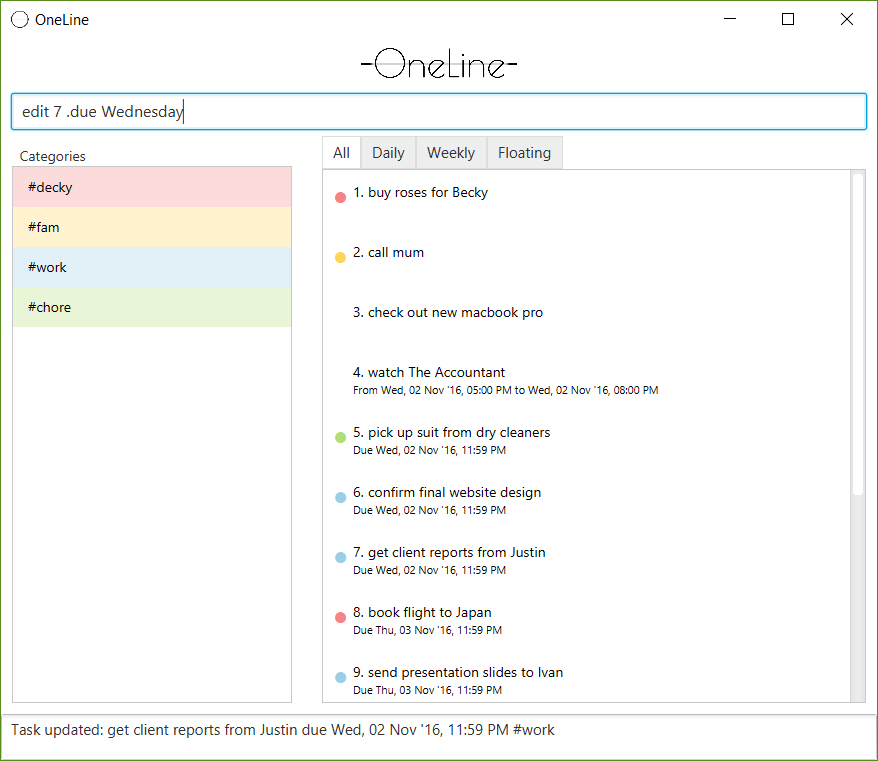 OneLine
OneLine
edit 7 .due Wednesday
Categories
#decky
#fam
#work
#chore
All Daily Weekly Floating
1. buy roses for Becky
2. call mum
3. check out new macbook pro
4. watch The Accountant
From Wed, 02 Nov '16, 05:00 PM to Wed, 02 Nov '16, 08:00 PM
5. pick up suit from dry cleaners
Due Wed, 02 Nov '16, 11:59 PM
6. confirm final website design
Due Wed, 02 Nov '16, 11:59 PM
7. get client reports from Justin
Due Wed, 02 Nov '16, 11:59 PM
8. book flight to Japan
Due Thu, 03 Nov '16, 11:59 PM
9. send presentation slides to Ivan
Due Thu, 03 Nov '16, 11:59 PM
Task updated: get client reports from Justin due Wed, 02 Nov '16, 11:59 PM #work